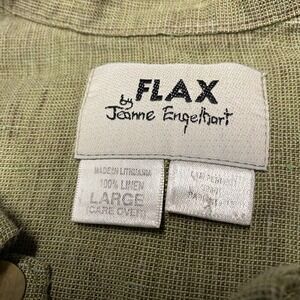 FLAX
by
Jeanne Engelhart
MADE IN LITHUANIA
100% LINEN
LARGE
CARE OVER